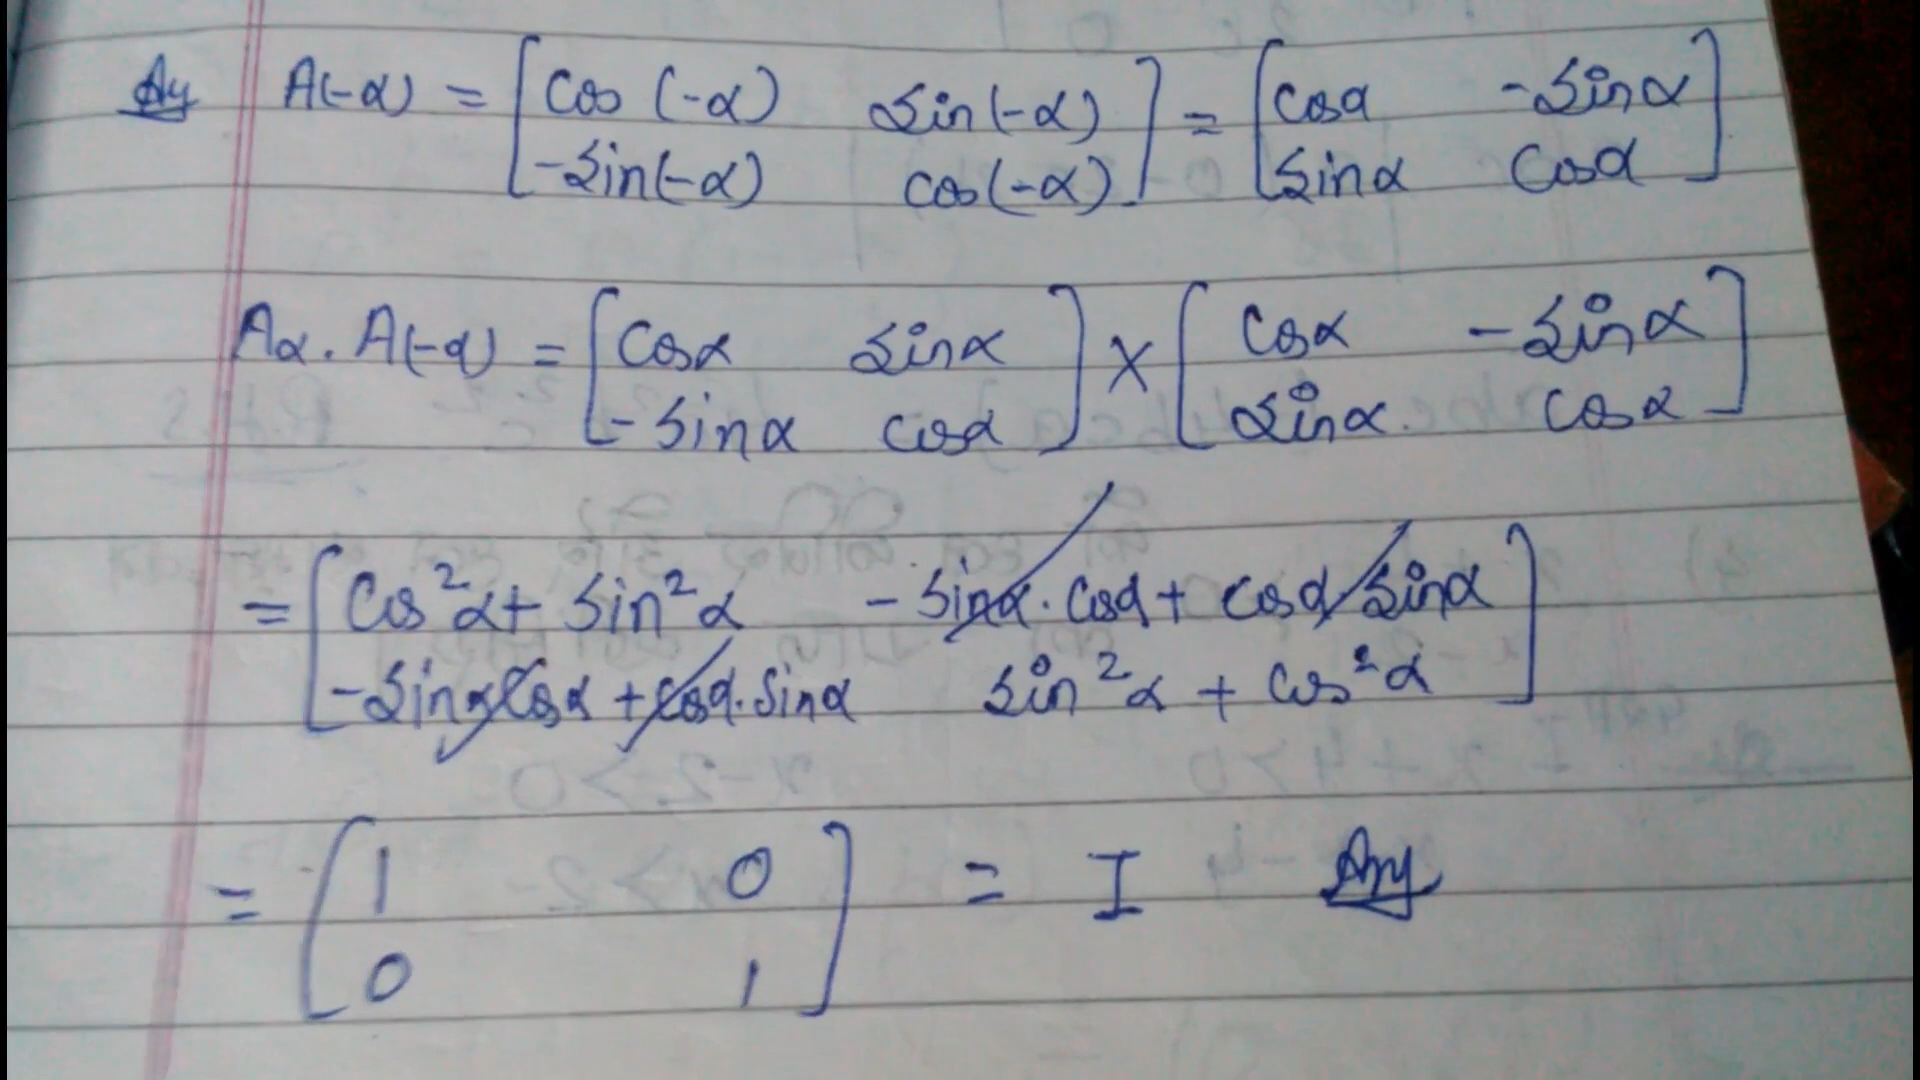 Ans A(-α) = [cos (-α) sin(-α) -sin(-α) cos(-α)] = [cosα -sinα sinα cosα]
Aα . A(-α) = [cosα sinα -sinα cosα] × [cosα -sinα sinα. cosα]
= [cos²α + sin²α -sinα . cosα + cosα sinα -sinα cosα + cosα . sinα sin²α + cos²α]
= [1 0 0 1] = I Ans